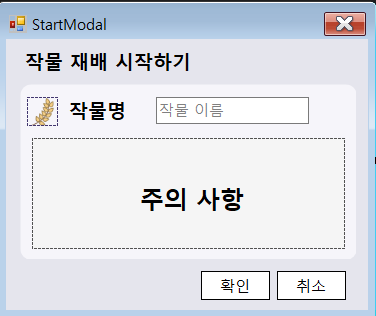 StartModal
작물 재배 시작하기
작물명
작물 이름
주의 사항
확인
취소